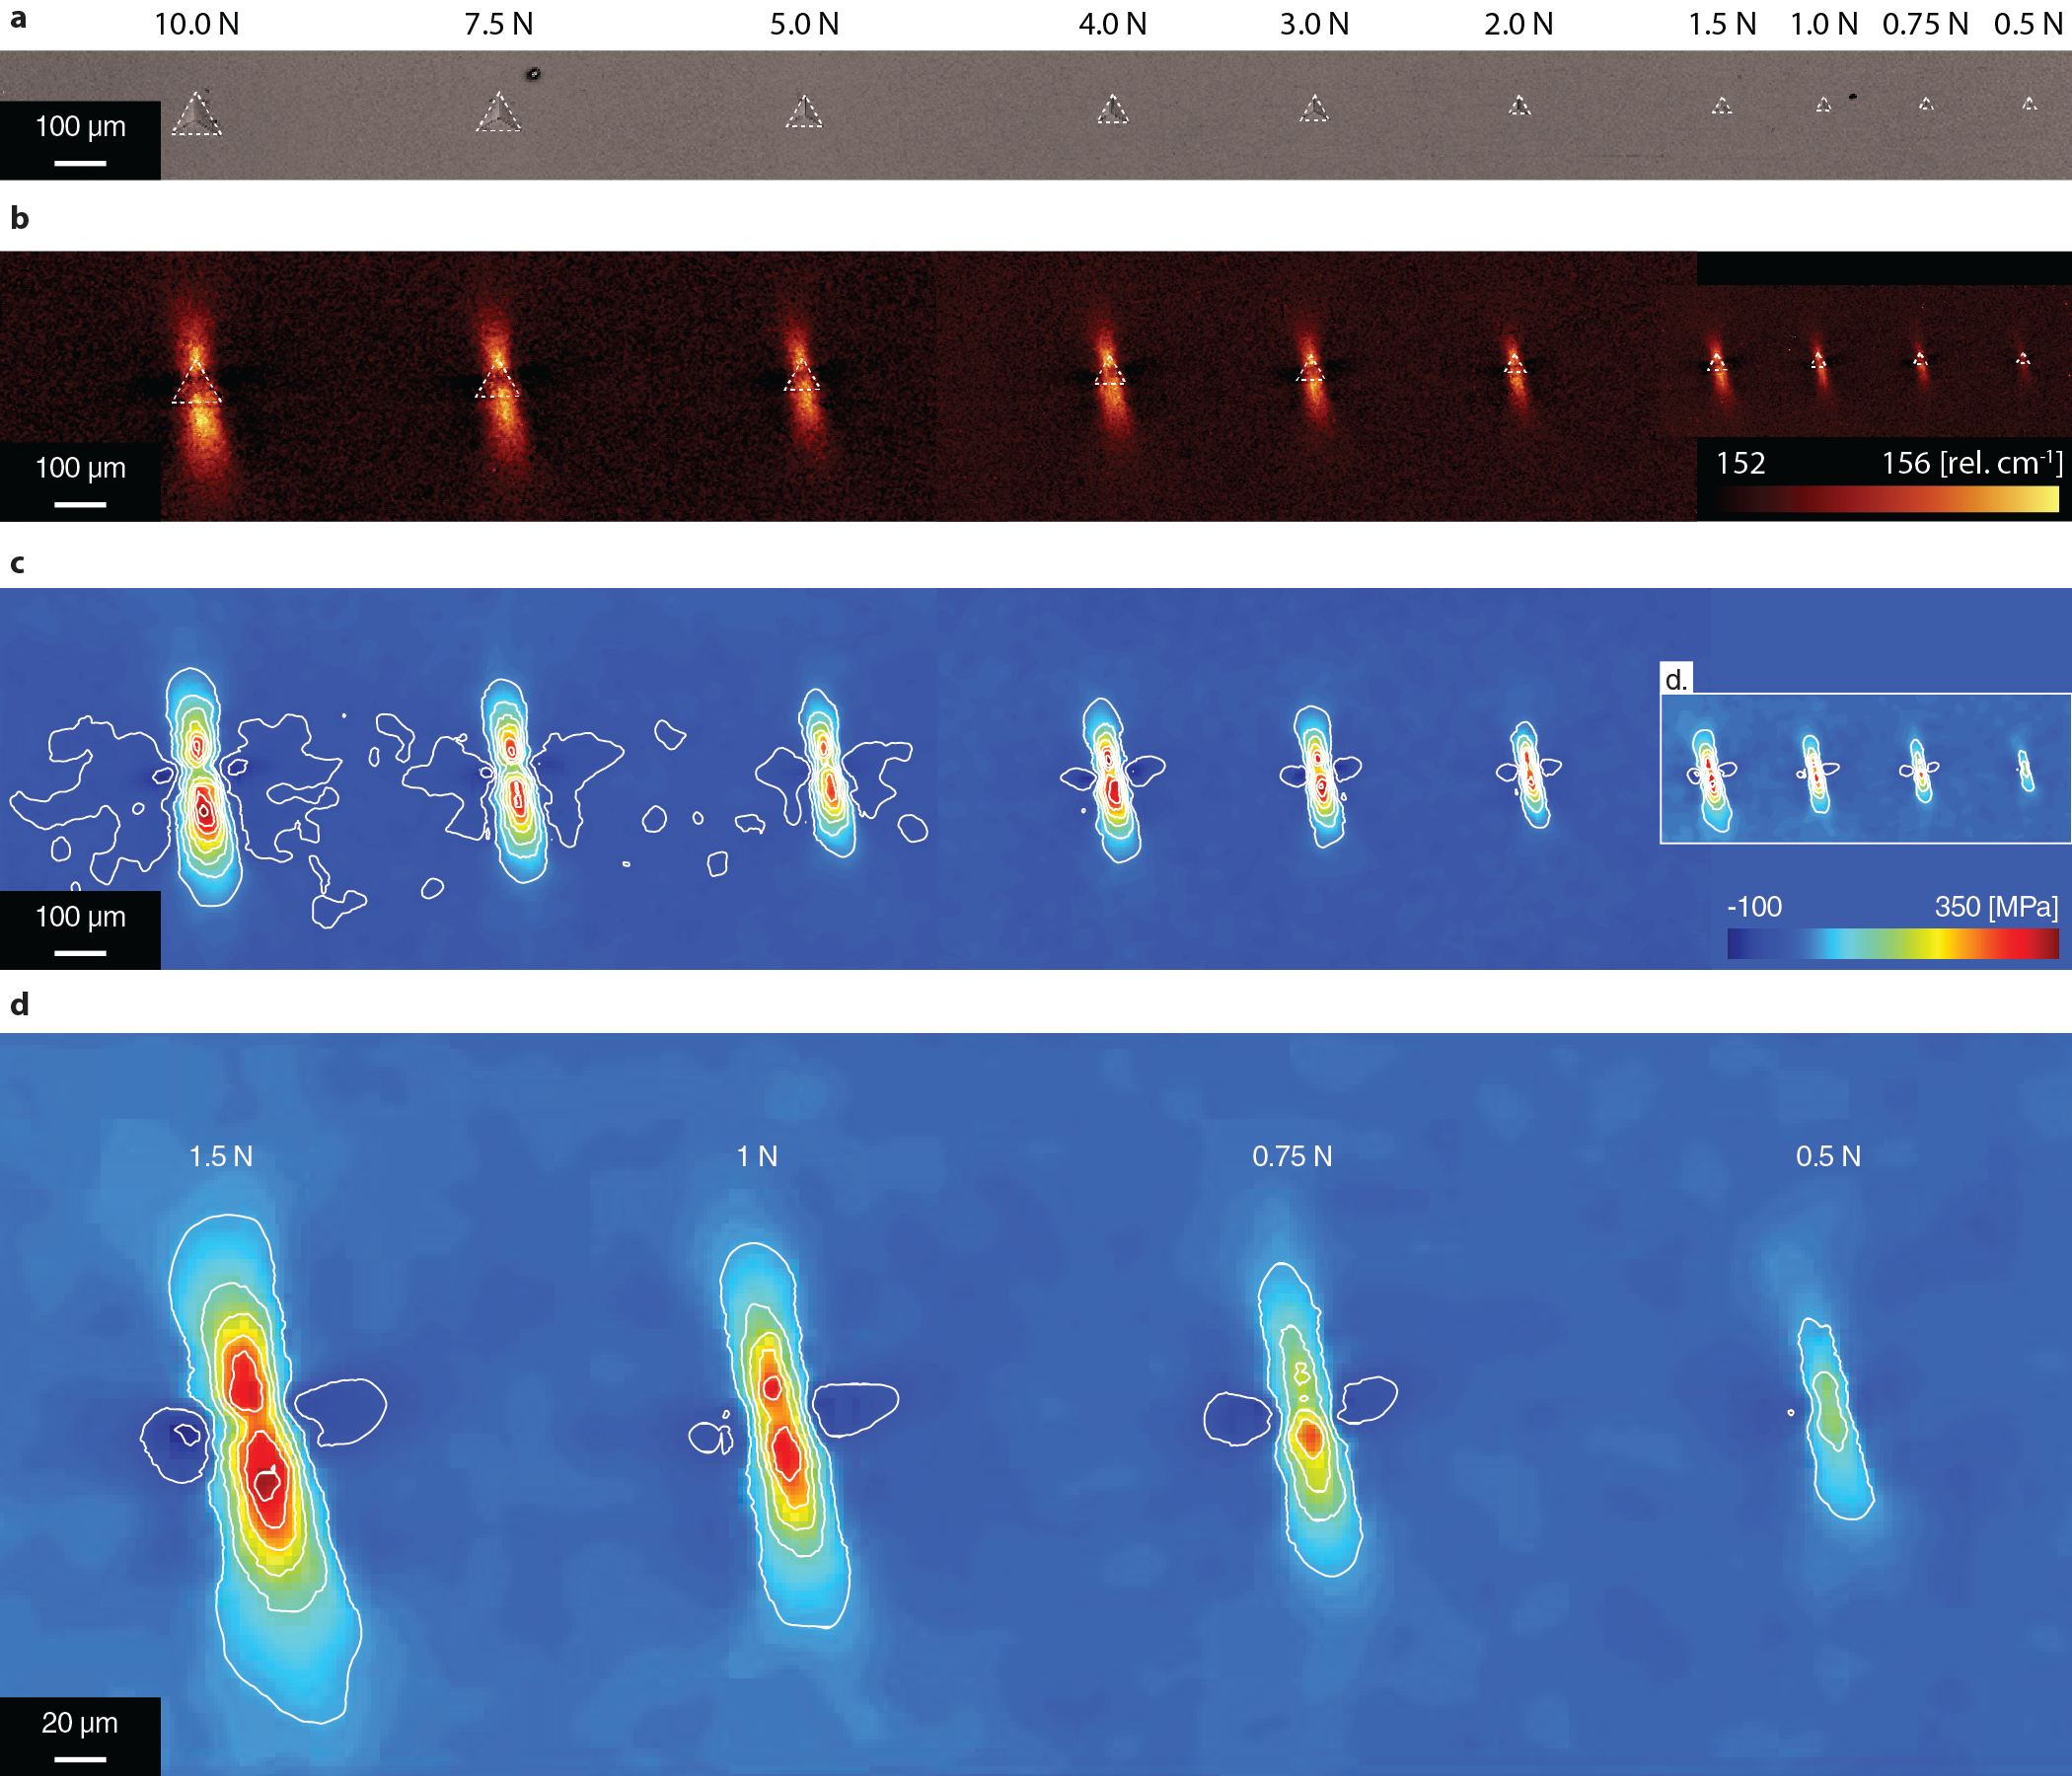 a
10.0 N 7.5 N 5.0 N 4.0 N 3.0 N 2.0 N 1.5 N 1.0 N 0.75 N 0.5 N
100 µm
b
100 µm
152 156 [rel. cm⁻¹]
c
d.
100 µm
-100 350 [MPa]
d
1.5 N 1 N 0.75 N 0.5 N
20 µm